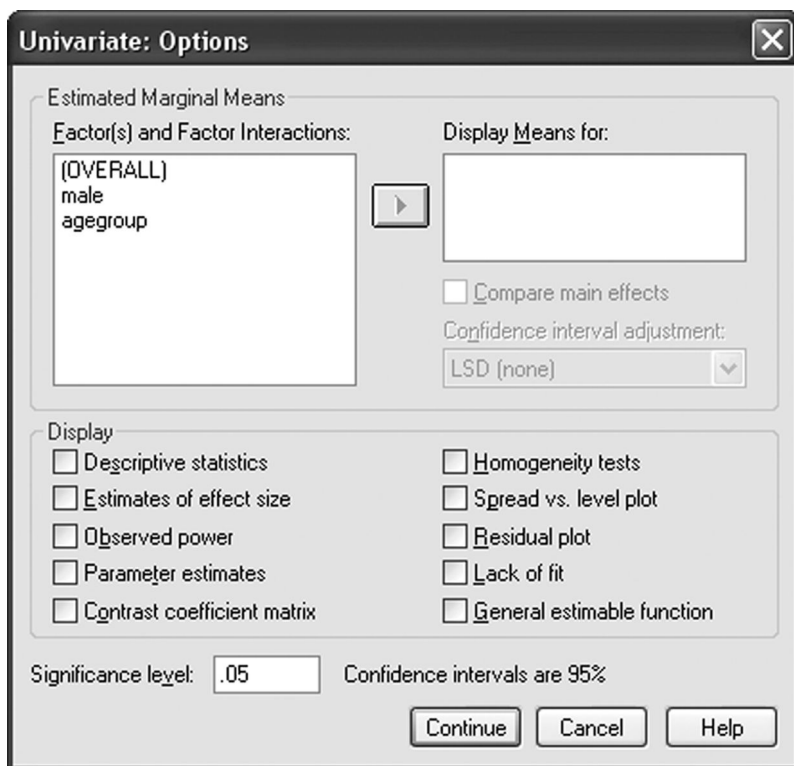 Univariate: Options
Estimated Marginal Means
Factor(s) and Factor Interactions:
(OVERALL)
male
agegroup
Display Means for:
Compare main effects
Confidence interval adjustment:
LSD (none)
Display
Descriptive statistics
Estimates of effect size
Observed power
Parameter estimates
Contrast coefficient matrix
Homogeneity tests
Spread vs. level plot
Residual plot
Lack of fit
General estimable function
Significance level: .05 Confidence intervals are 95%
Continue Cancel Help